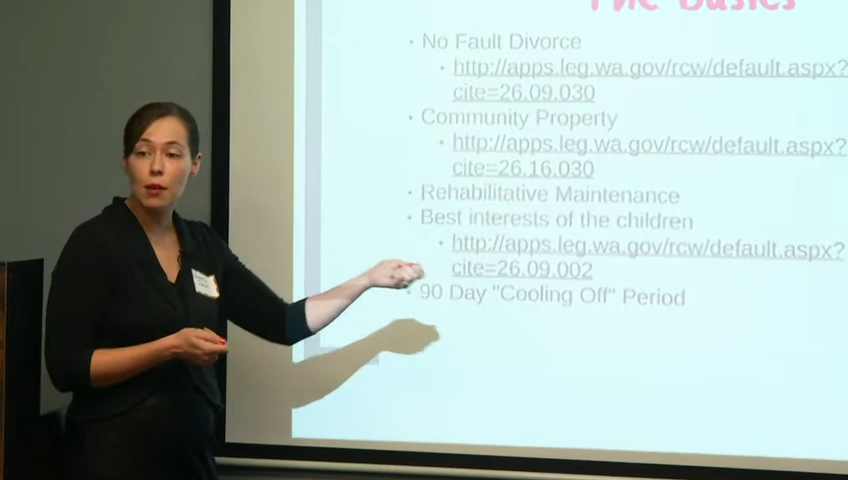 The Basics
• No Fault Divorce
• http://apps.leg.wa.gov/rcw/default.aspx?
cite=26.09.030
• Community Property
• http://apps.leg.wa.gov/rcw/default.aspx?
cite=26.16.030
• Rehabilitative Maintenance
• Best interests of the children
• http://apps.leg.wa.gov/rcw/default.aspx?
cite=26.09.002
• 90 Day "Cooling Off" Period